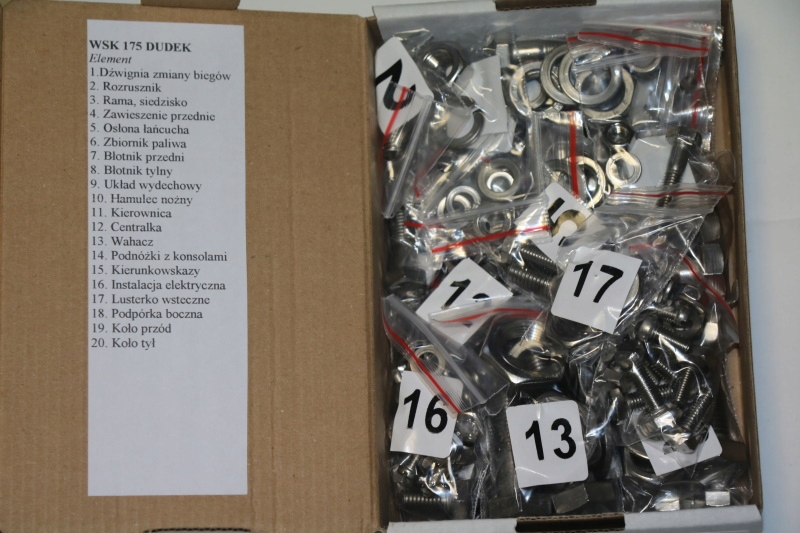 WSK 175 DUDEK
Element
1.Dźwignia zmiany biegów
2. Rozrusznik
3. Rama, siedzisko
4. Zawieszenie przednie
5. Osłona łańcucha
6. Zbiornik paliwa
7. Błotnik przedni
8. Błotnik tylny
9. Układ wydechowy
10. Hamulec nożny
11. Kierownica
12. Centralka
13. Wahacz
14. Podnóżki z konsolami
15. Kierunkowskazy
16. Instalacja elektryczna
17. Lusterko wsteczne
18. Podpórka boczna
19. Koło przód
20. Koło tył
2
5
17
16
13